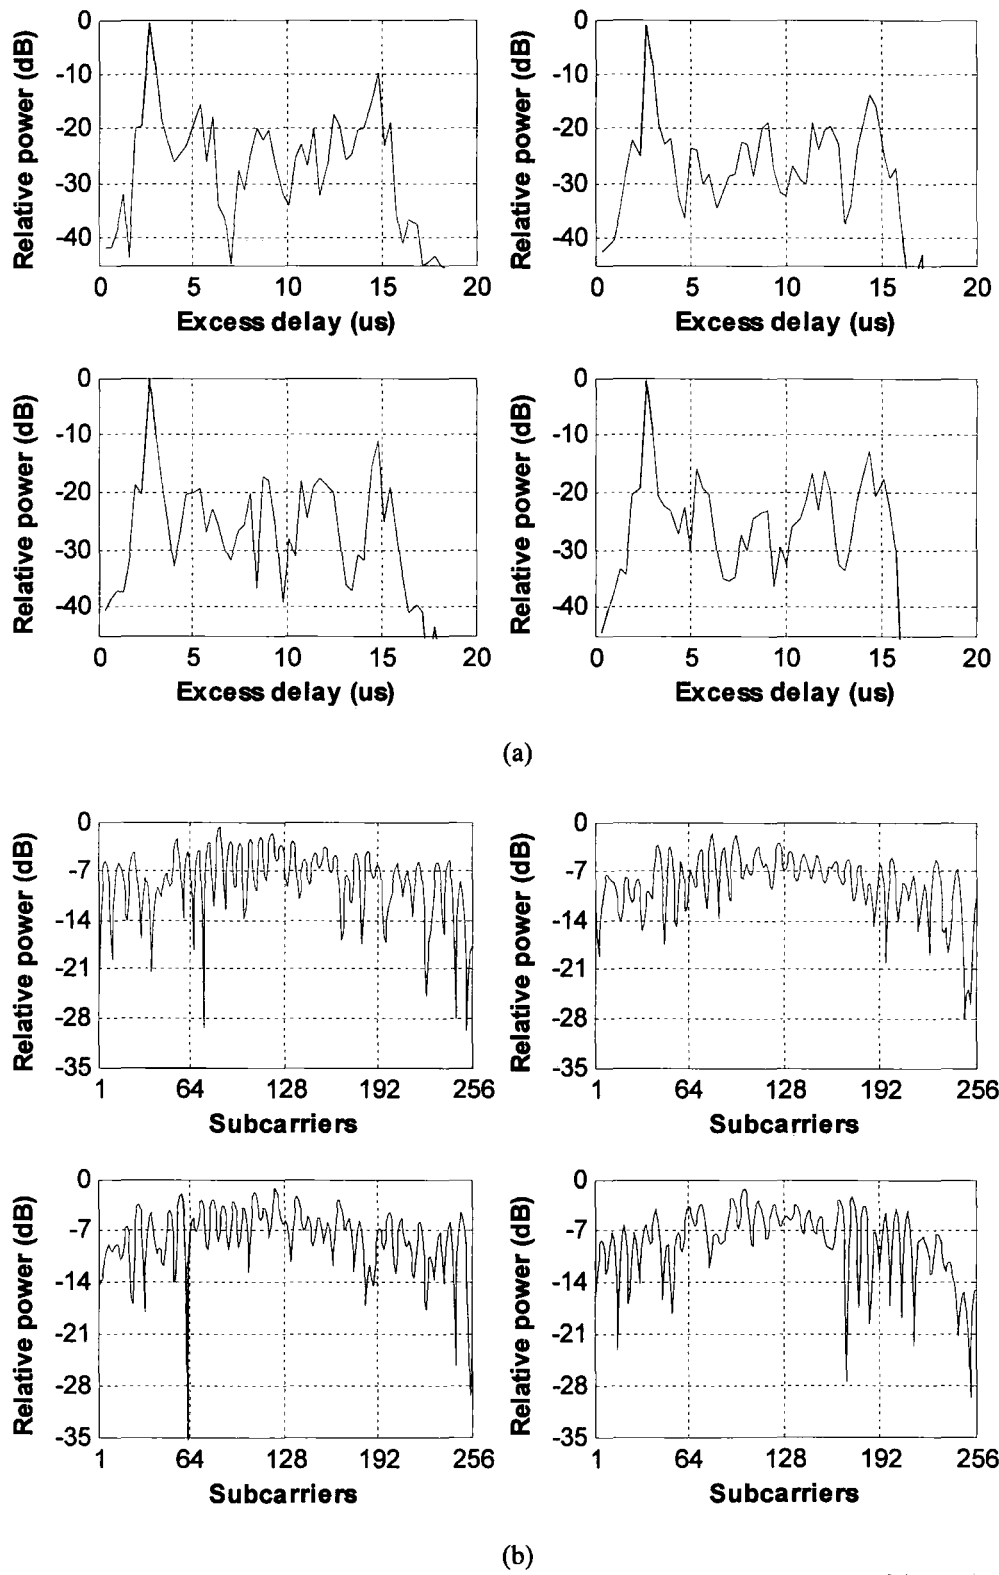 Relative power (dB)
0
-10
-20
-30
-40
0 5 10 15 20
Excess delay (us)
Relative power (dB)
0
-10
-20
-30
-40
0 5 10 15 20
Excess delay (us)
Relative power (dB)
0
-10
-20
-30
-40
0 5 10 15 20
Excess delay (us)
Relative power (dB)
0
-10
-20
-30
-40
0 5 10 15 20
Excess delay (us)
(a)
Relative power (dB)
0
-7
-14
-21
-28
-35
1 64 128 192 256
Subcarriers
Relative power (dB)
0
-7
-14
-21
-28
-35
1 64 128 192 256
Subcarriers
Relative power (dB)
0
-7
-14
-21
-28
-35
1 64 128 192 256
Subcarriers
Relative power (dB)
0
-7
-14
-21
-28
-35
1 64 128 192 256
Subcarriers
(b)